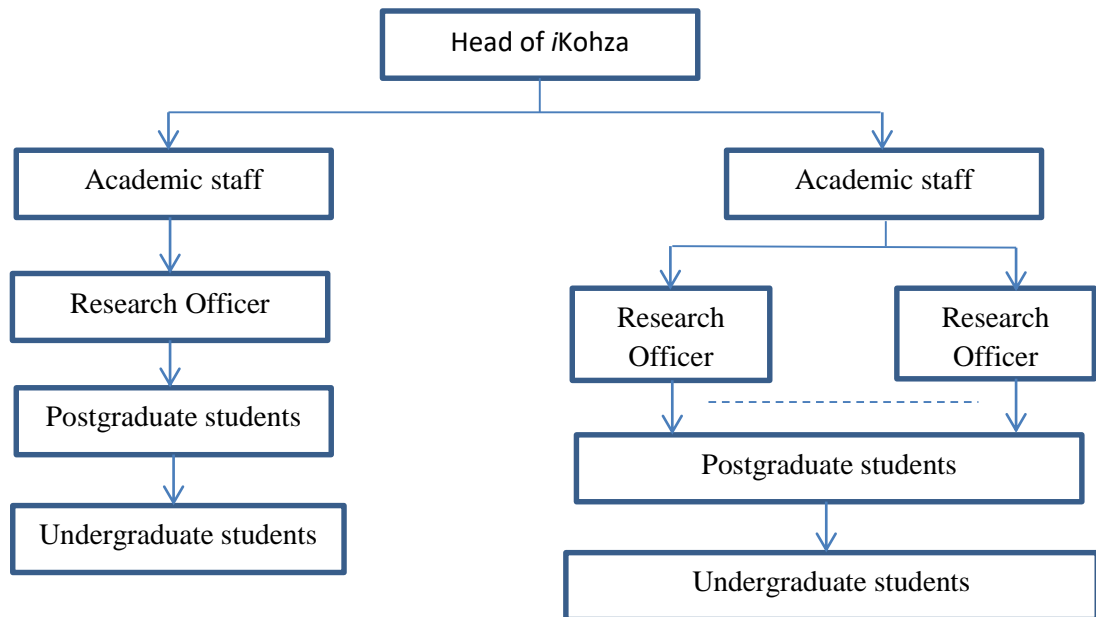 Head of iKohza
Academic staff
Academic staff
Research Officer
Research
Officer
Research
Officer
Postgraduate students
Postgraduate students
Undergraduate students
Undergraduate students